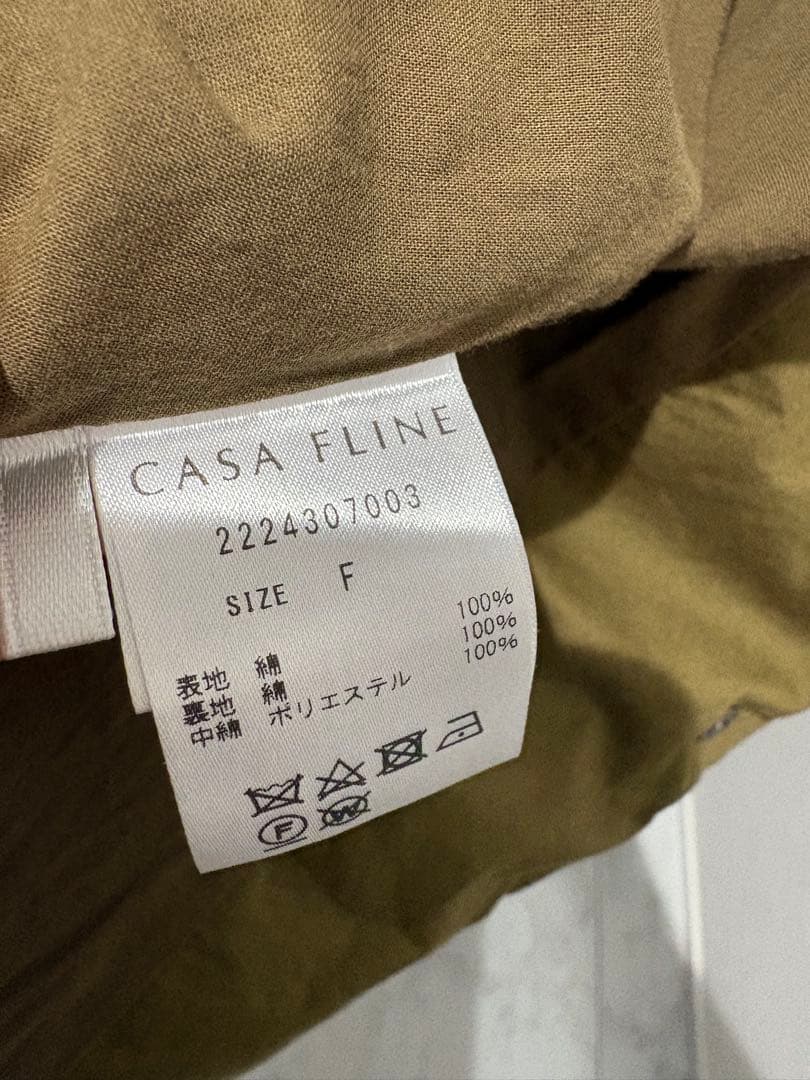 CASA FLINE
2224307003
SIZE F
表地 綿 100%
裏地 綿 100%
中綿 ポリエステル 100%
F
W